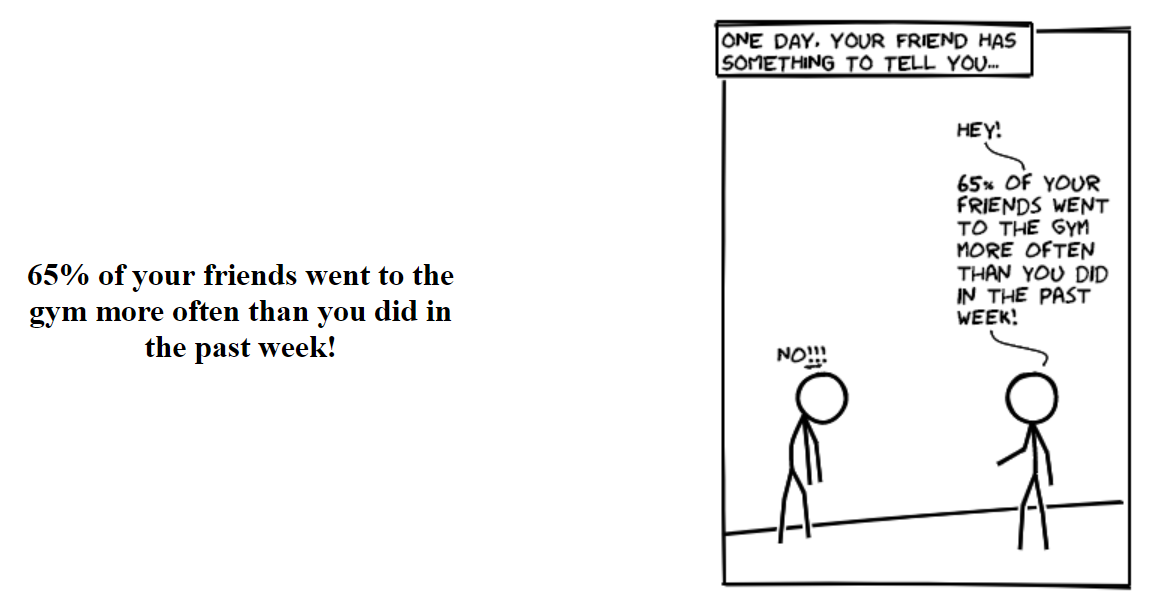 65% of your friends went to the
gym more often than you did in
the past week!
ONE DAY, YOUR FRIEND HAS
SOMETHING TO TELL YOU...
HEY!
65% OF YOUR
FRIENDS WENT
TO THE GYM
MORE OFTEN
THAN YOU DID
IN THE PAST
WEEK!
NO!!!